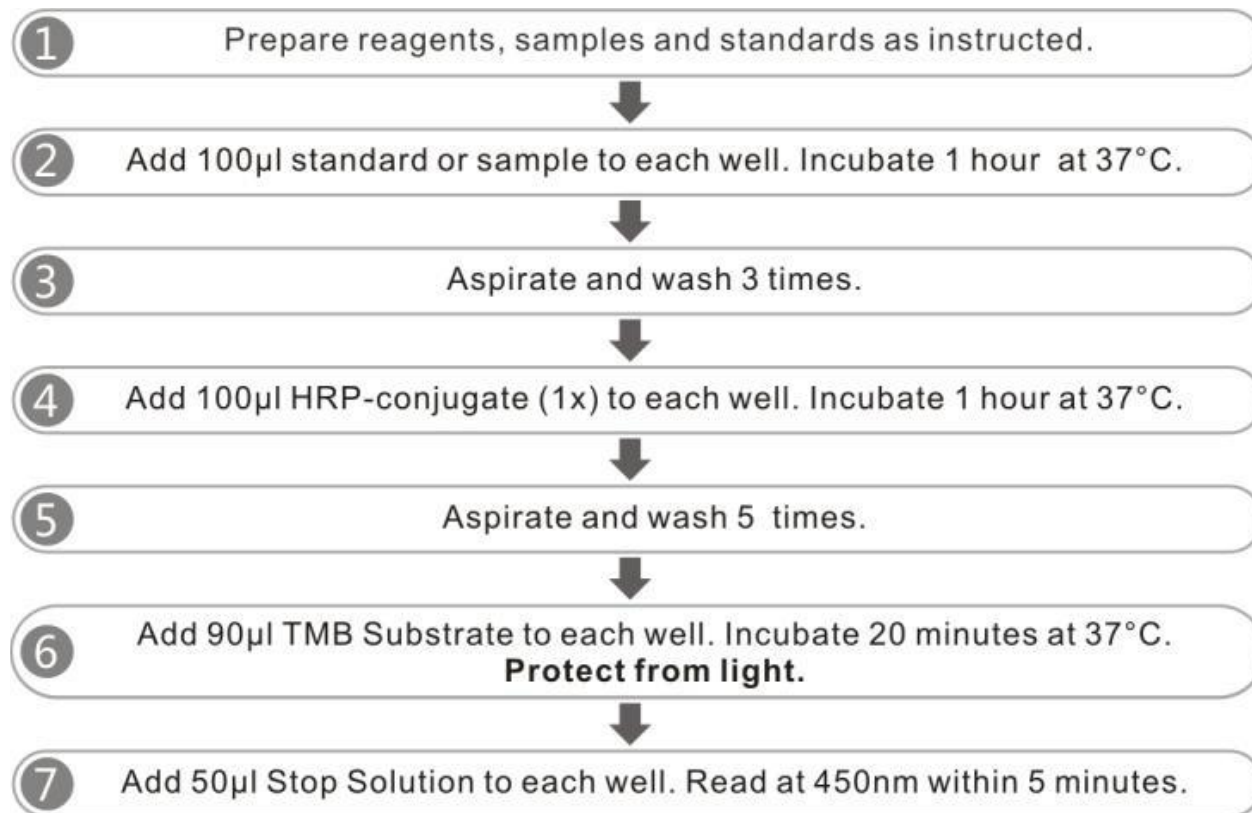 1 Prepare reagents, samples and standards as instructed.
2 Add 100µl standard or sample to each well. Incubate 1 hour at 37°C.
3 Aspirate and wash 3 times.
4 Add 100µl HRP-conjugate (1x) to each well. Incubate 1 hour at 37°C.
5 Aspirate and wash 5 times.
6 Add 90µl TMB Substrate to each well. Incubate 20 minutes at 37°C.
Protect from light.
7 Add 50µl Stop Solution to each well. Read at 450nm within 5 minutes.